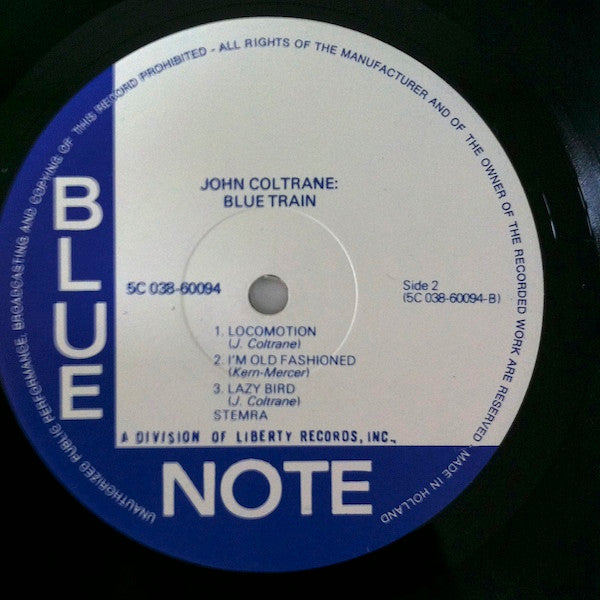 UNAUTHORIZED PUBLIC PERFORMANCE, BROADCASTING AND COPYING OF THIS RECORD PROHIBITED - ALL RIGHTS OF THE MANUFACTURER AND OF THE OWNER OF THE RECORDED WORK ARE RESERVED. MADE IN HOLLAND
JOHN COLTRANE:
BLUE TRAIN
BLUE
5C 038-60094
Side 2
(5C 038-60094-B)
1. LOCOMOTION
(J. Coltrane)
2. I'M OLD FASHIONED
(Kern-Mercer)
3. LAZY BIRD
(J. Coltrane)
STEMRA
A DIVISION OF LIBERTY RECORDS, INC.,
NOTE